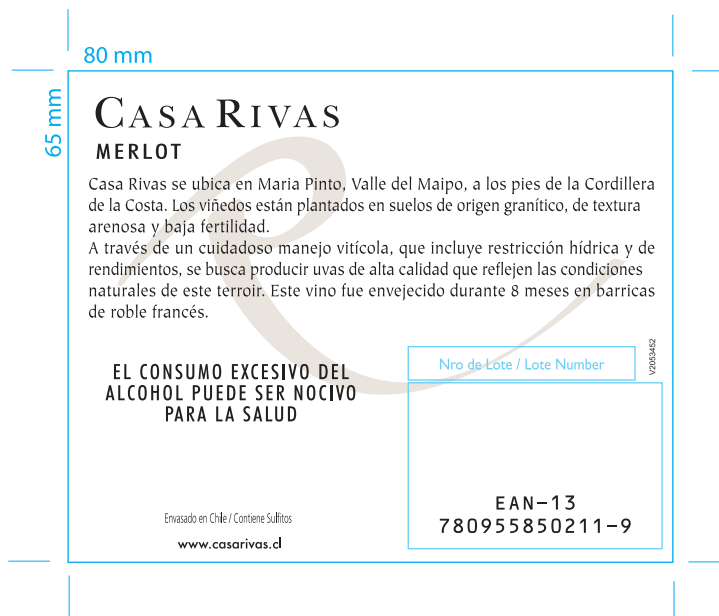 80 mm
65 mm
CASA RIVAS
MERLOT
Casa Rivas se ubica en Maria Pinto, Valle del Maipo, a los pies de la Cordillera
de la Costa. Los viñedos están plantados en suelos de origen granítico, de textura
arenosa y baja fertilidad.
A través de un cuidadoso manejo vitícola, que incluye restricción hídrica y de
rendimientos, se busca producir uvas de alta calidad que reflejen las condiciones
naturales de este terroir. Este vino fue envejecido durante 8 meses en barricas
de roble francés.
EL CONSUMO EXCESIVO DEL
ALCOHOL PUEDE SER NOCIVO
PARA LA SALUD
Envasado en Chile / Contiene Sulfitos
www.casarivas.cl
Nro de Lote / Lote Number
V2053452
EAN-13
780955850211-9